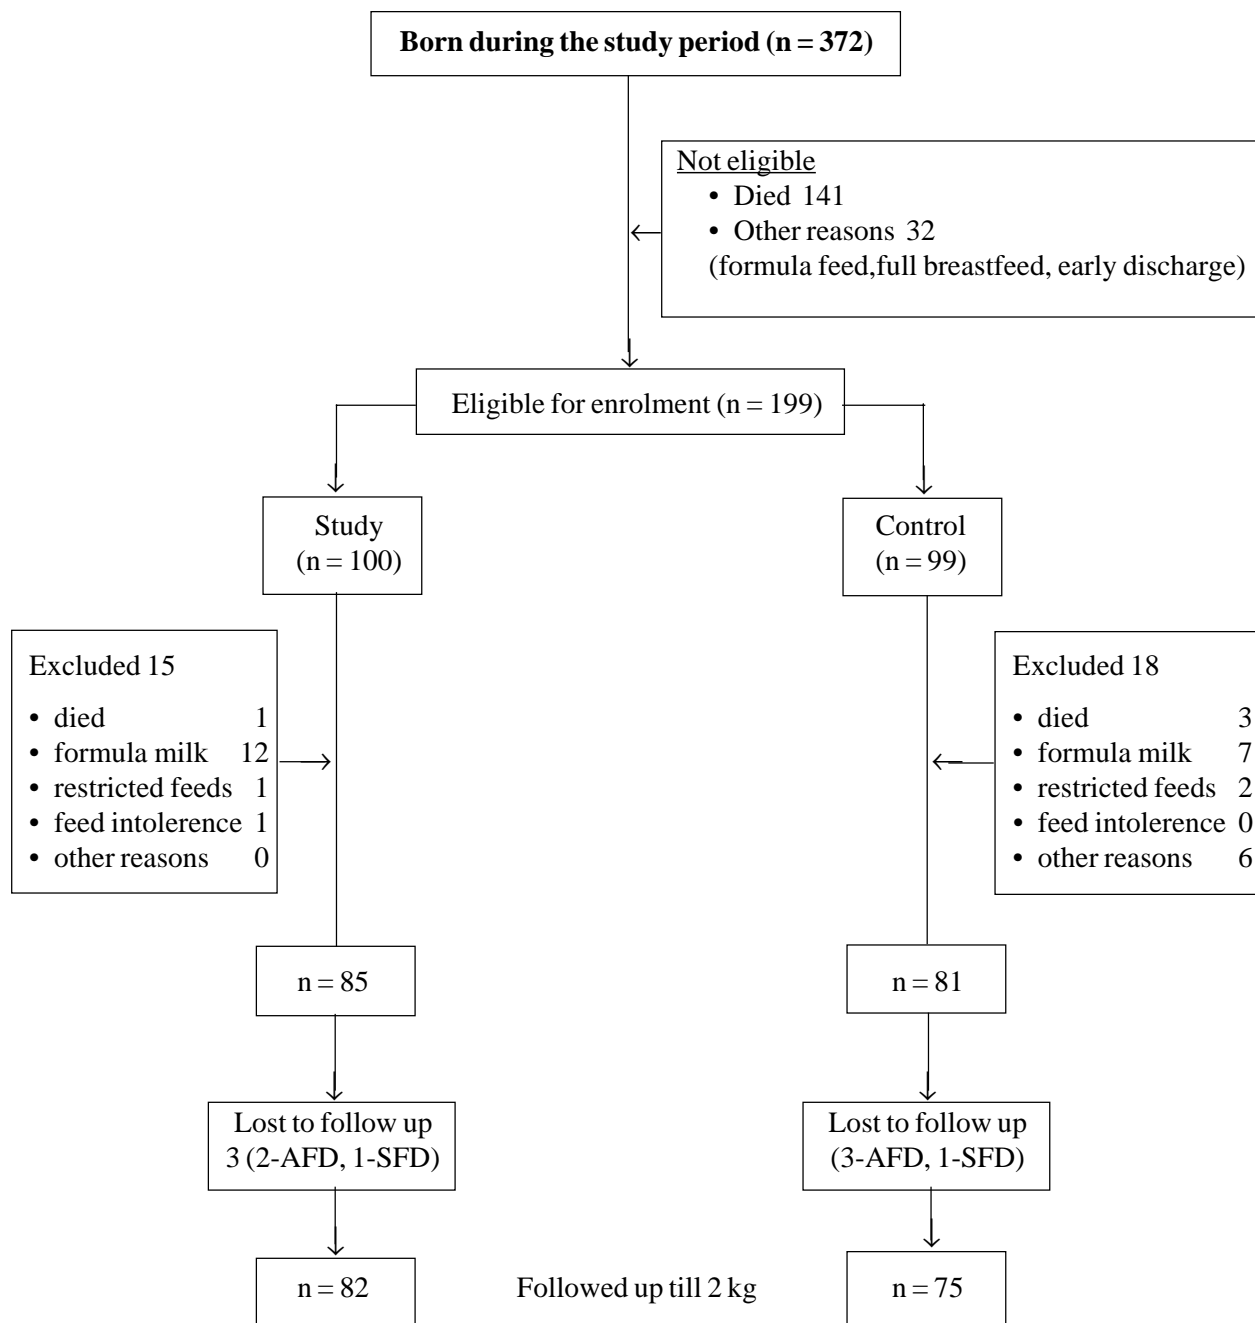 Born during the study period (n = 372)
Not eligible
• Died 141
• Other reasons 32
(formula feed,full breastfeed, early discharge)
Eligible for enrolment (n = 199)
Study
(n = 100)
Control
(n = 99)
Excluded 15
• died 1
• formula milk 12
• restricted feeds 1
• feed intolerence 1
• other reasons 0
Excluded 18
• died 3
• formula milk 7
• restricted feeds 2
• feed intolerence 0
• other reasons 6
n = 85
n = 81
Lost to follow up
3 (2-AFD, 1-SFD)
Lost to follow up
(3-AFD, 1-SFD)
n = 82
Followed up till 2 kg
n = 75